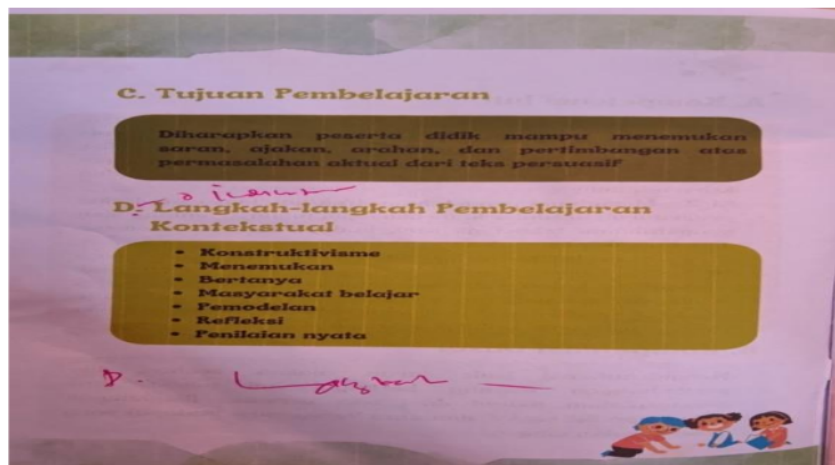 C. Tujuan Pembelajaran
Diharapkan peserta didik mampu menemukan
saran, ajakan, arahan, dan pertimbangan atas
permasalahan aktual dari teks persuasif
D. Langkah-langkah Pembelajaran
Kontekstual
• Konstruktivisme
• Menemukan
• Bertanya
• Masyarakat belajar
• Pemodelan
• Refleksi
• Penilaian nyata
D.